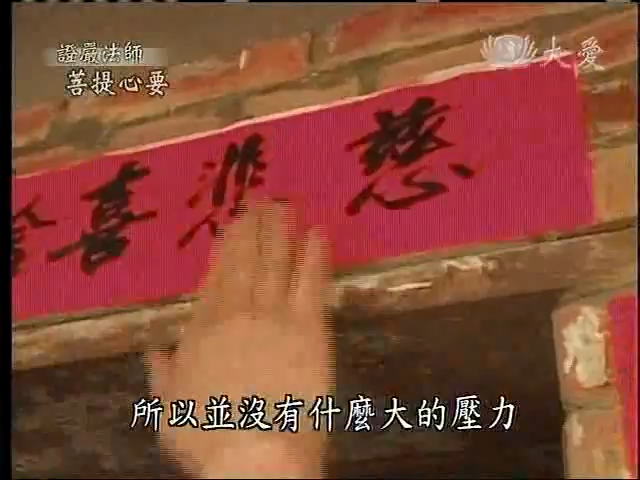 證嚴法師
菩提心要
大愛
慈悲喜捨
所以並沒有什麼大的壓力